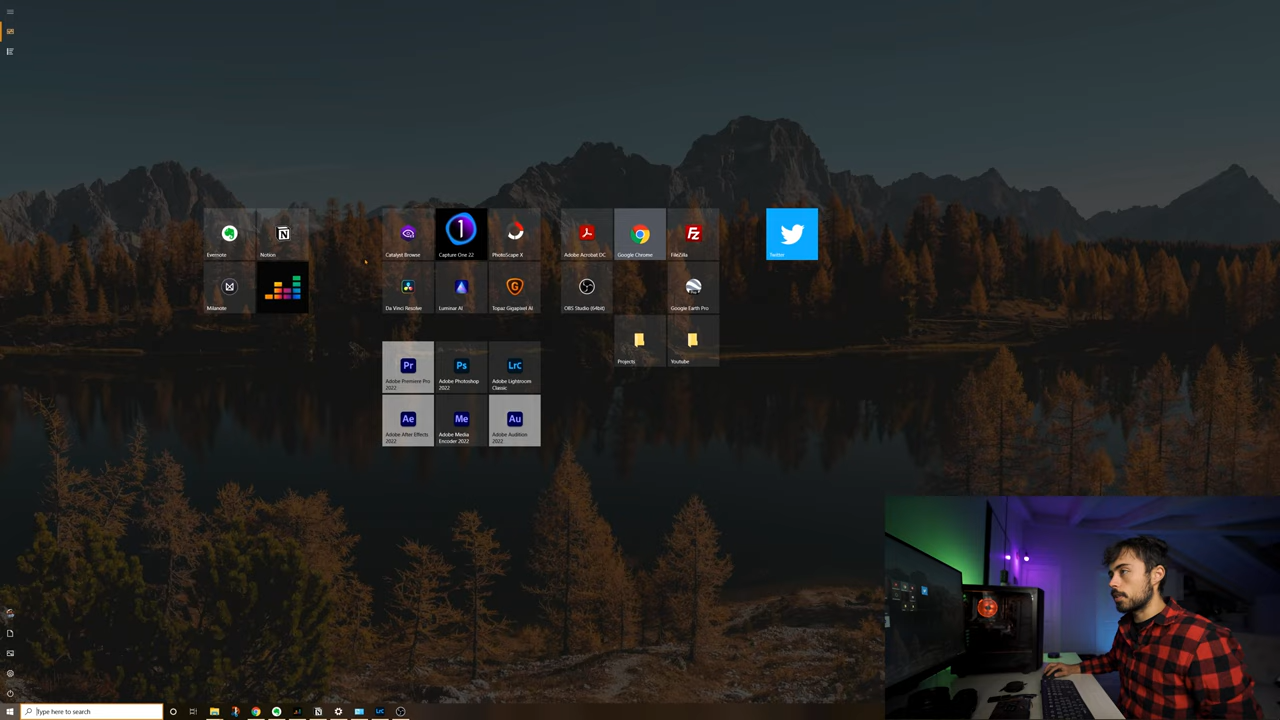 Evernote
Notion
Catalyst Browse
1
Capture One 22
PhotoScape X
Adobe Acrobat DC
Google Chrome
Fz
FileZilla
Twitter
Milanote
Da Vinci Resolve
Luminar AI
G
Topaz Gigapixel AI
OBS Studio (64bit)
Google Earth Pro
Projects
Youtube
Pr
Adobe Premiere Pro
2022
Ps
Adobe Photoshop
2022
LrC
Adobe Lightroom
Classic
Ae
Adobe After Effects
2022
Me
Adobe Media
Encoder 2022
Au
Adobe Audition
2022
Type here to search
LrC